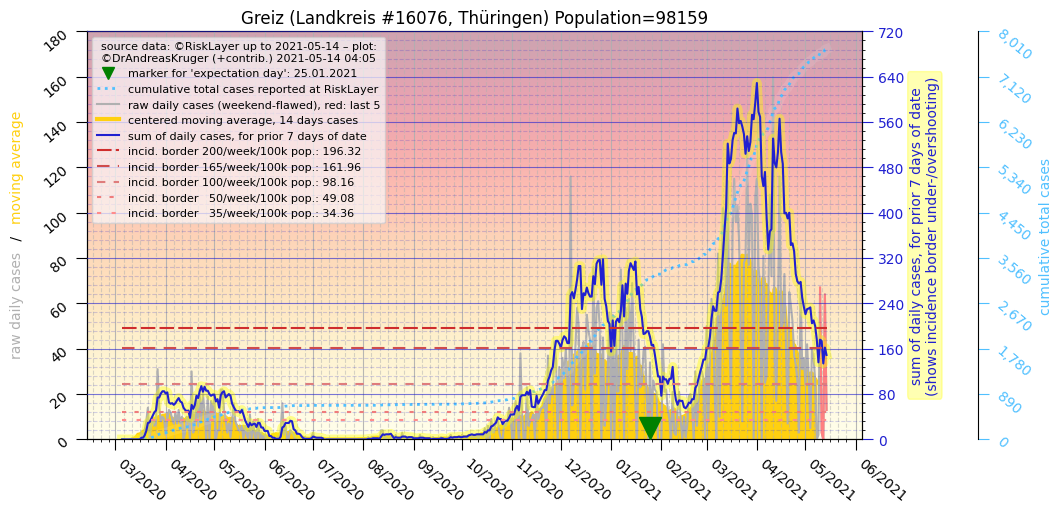 Greiz (Landkreis #16076, Thüringen) Population=98159
source data: ©RiskLayer up to 2021-05-14 – plot:
©DrAndreasKruger (+contrib.) 2021-05-14 04:05
marker for 'expectation day': 25.01.2021
cumulative total cases reported at RiskLayer
raw daily cases (weekend-flawed), red: last 5
centered moving average, 14 days cases
sum of daily cases, for prior 7 days of date
incid. border 200/week/100k pop.: 196.32
incid. border 165/week/100k pop.: 161.96
incid. border 100/week/100k pop.: 98.16
incid. border   50/week/100k pop.: 49.08
incid. border   35/week/100k pop.: 34.36
raw daily cases / moving average
180
160
140
120
100
80
60
40
20
0
03/2020
04/2020
05/2020
06/2020
07/2020
08/2020
09/2020
10/2020
11/2020
12/2020
01/2021
02/2021
03/2021
04/2021
05/2021
06/2021
720
640
560
480
400
320
240
160
80
0
sum of daily cases, for prior 7 days of date
(shows incidence border under-/overshooting)
8,010
7,120
6,230
5,340
4,450
3,560
2,670
1,780
890
0
cumulative total cases